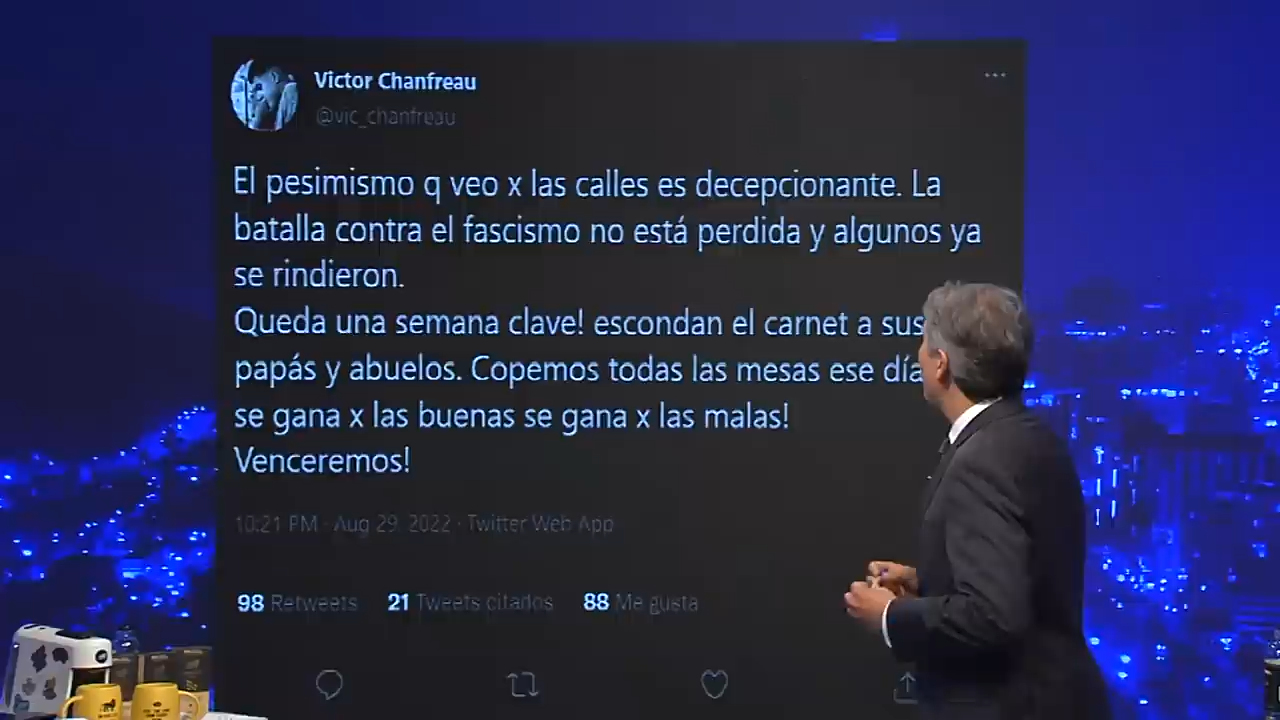 Victor Chanfreau
@vic_chanfreau
El pesimismo q veo x las calles es decepcionante. La
batalla contra el fascismo no está perdida y algunos ya
se rindieron.
Queda una semana clave! escondan el carnet a sus
papás y abuelos. Copemos todas las mesas ese día
se gana x las buenas se gana x las malas!
Venceremos!
10:21 PM · Aug 29, 2022 · Twitter Web App
98 Retweets 21 Tweets citados 88 Me gusta